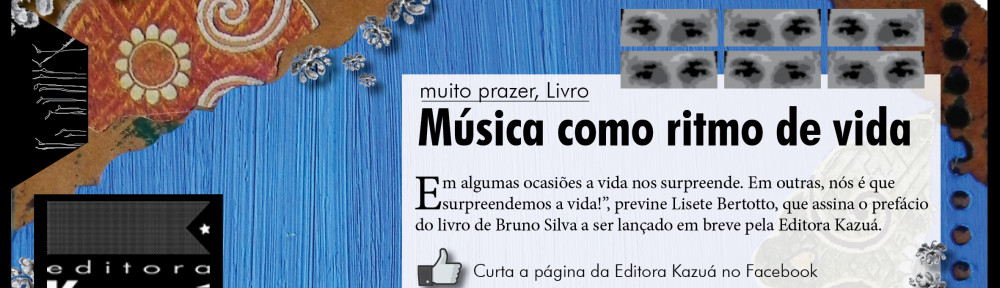 muito prazer, Livro
Música como ritmo de vida
Em algumas ocasiões a vida nos surpreende. Em outras, nós é que
surpreendemos a vida!”, previne Lisete Bertotto, que assina o prefácio
do livro de Bruno Silva a ser lançado em breve pela Editora Kazuá.
Curta a página da Editora Kazuá no Facebook
editora